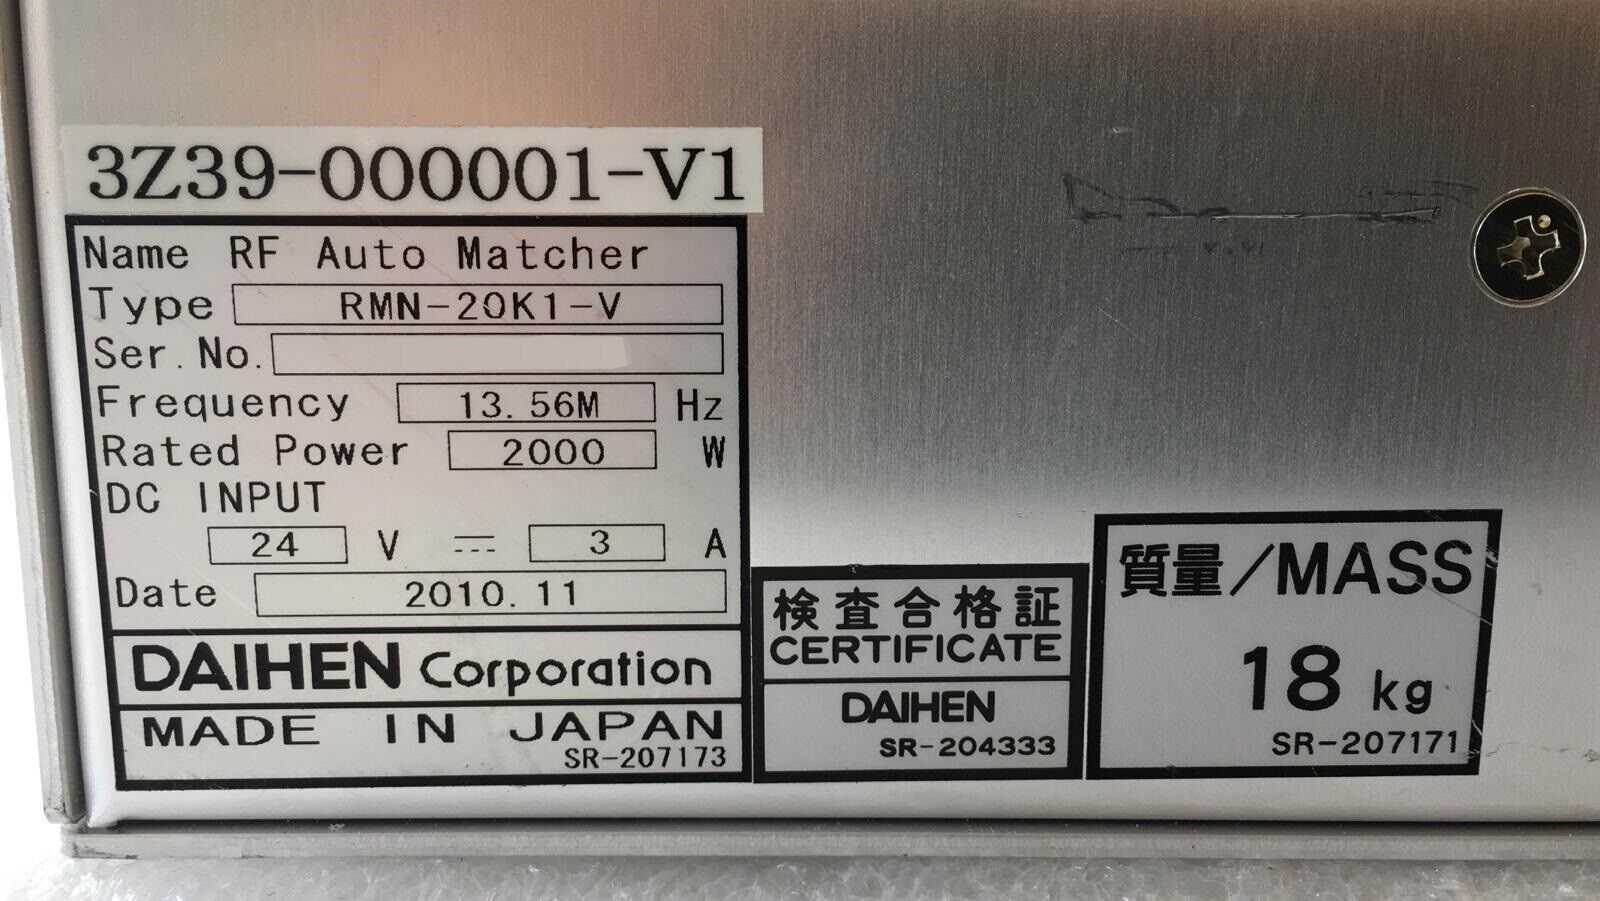 3Z39-000001-V1
Name RF Auto Matcher
Type RMN-20K1-V
Ser.No.
Frequency 13.56M Hz
Rated Power 2000 W
DC INPUT
24 V ⎓ 3 A
Date 2010.11
DAIHEN Corporation
MADE IN JAPAN
SR-207173
検査合格証
CERTIFICATE
DAIHEN
SR-204333
質量/MASS
18 kg
SR-207171